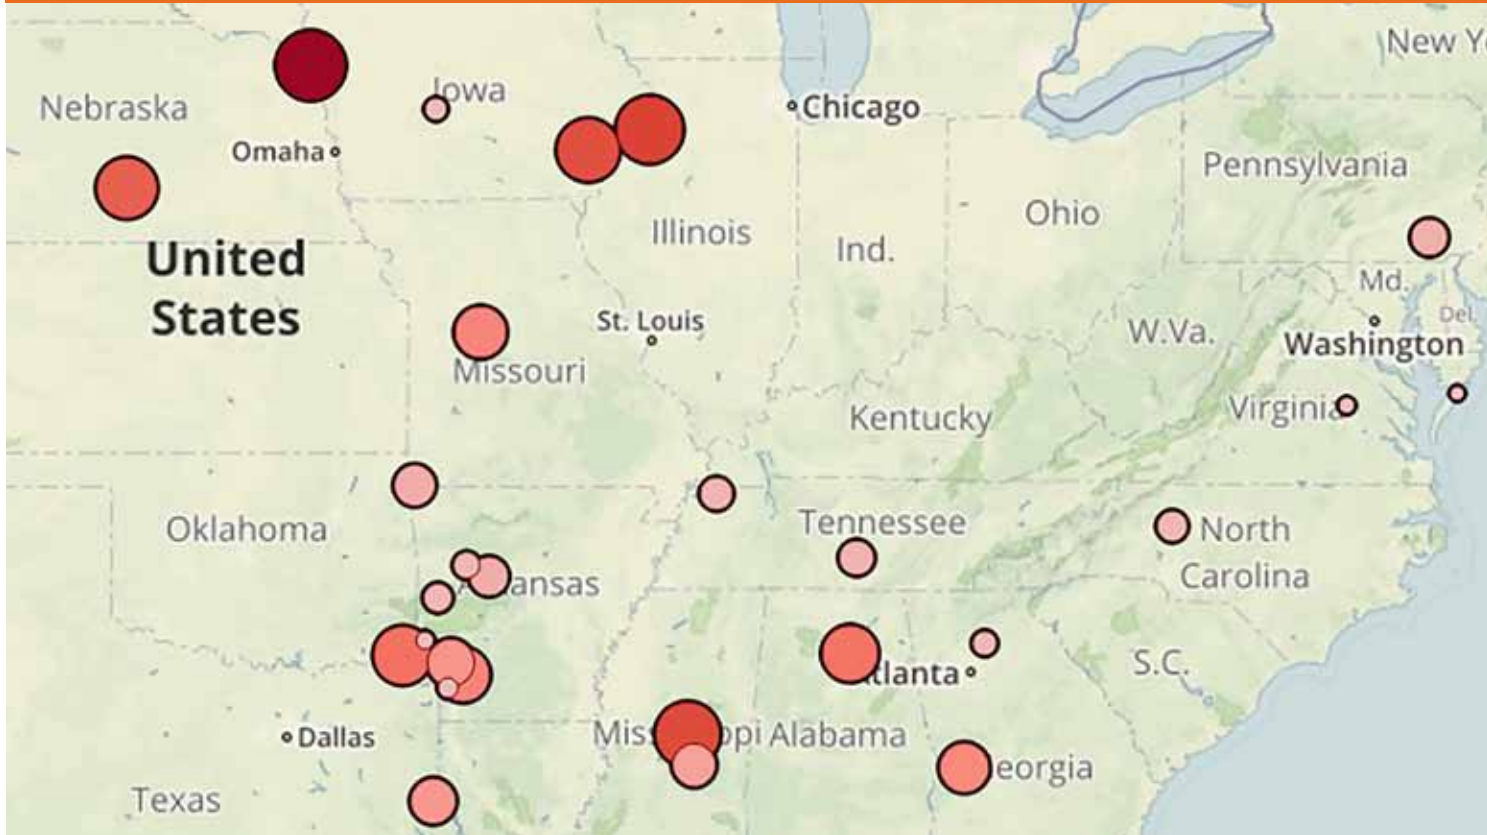 New Y
Iowa
Nebraska
Chicago
Omaha
Pennsylvania
Ohio
Illinois
Ind.
United
States
Md.
Del.
St. Louis
W.Va.
Washington
Missouri
Virginia
Kentucky
Oklahoma
Tennessee
North
Carolina
A ansas
S.C.
tlanta
Dallas
Miss ppi
Alabama
eorgia
Texas